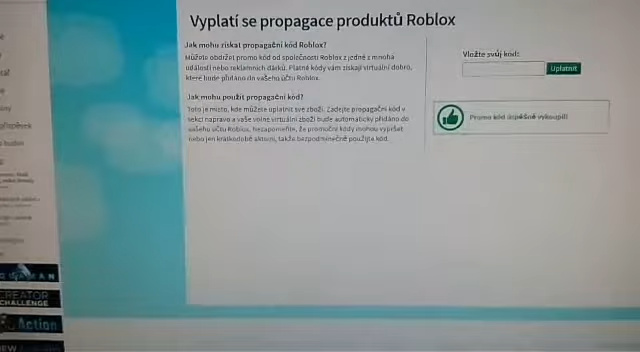 Vyplatí se propagace produktů Roblox
Jak mohu získat propagační kód Roblox?
Můžete obdržet promo kód od společnosti Roblox z jedné z mnoha
událostí nebo reklamních dárků. Platné kódy vám získají virtuální dobro,
které bude přidáno do vašeho účtu Roblox.
Jak mohu použít propagační kód?
Toto je místo, kde můžete uplatnit své zboží. Zadejte propagační kód v
sekci napravo a vaše volné virtuální zboží bude automaticky přidáno do
vašeho účtu Roblox. Nezapomeňte, že promoční kódy mohou vypršet
nebo jen krátkodobě aktivní, takže bezpodmínečně použijte kód.
Vložte svůj kód:
Uplatnit
Promo kód úspěšně vykoupil!
CREATOR
CHALLENGE
Action